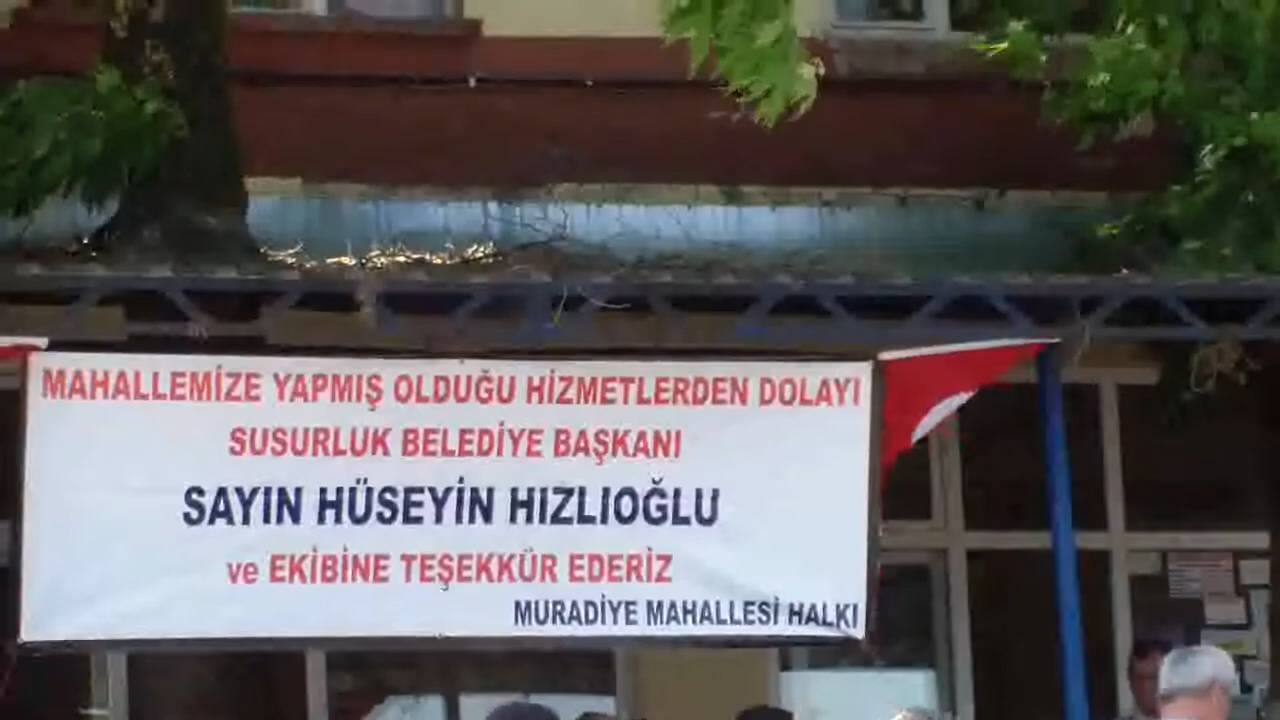 MAHALLEMİZE YAPMIŞ OLDUĞU HİZMETLERDEN DOLAYI
SUSURLUK BELEDİYE BAŞKANI
SAYIN HÜSEYİN HIZLIOĞLU
ve EKİBİNE TEŞEKKÜR EDERİZ
MURADİYE MAHALLESİ HALKI